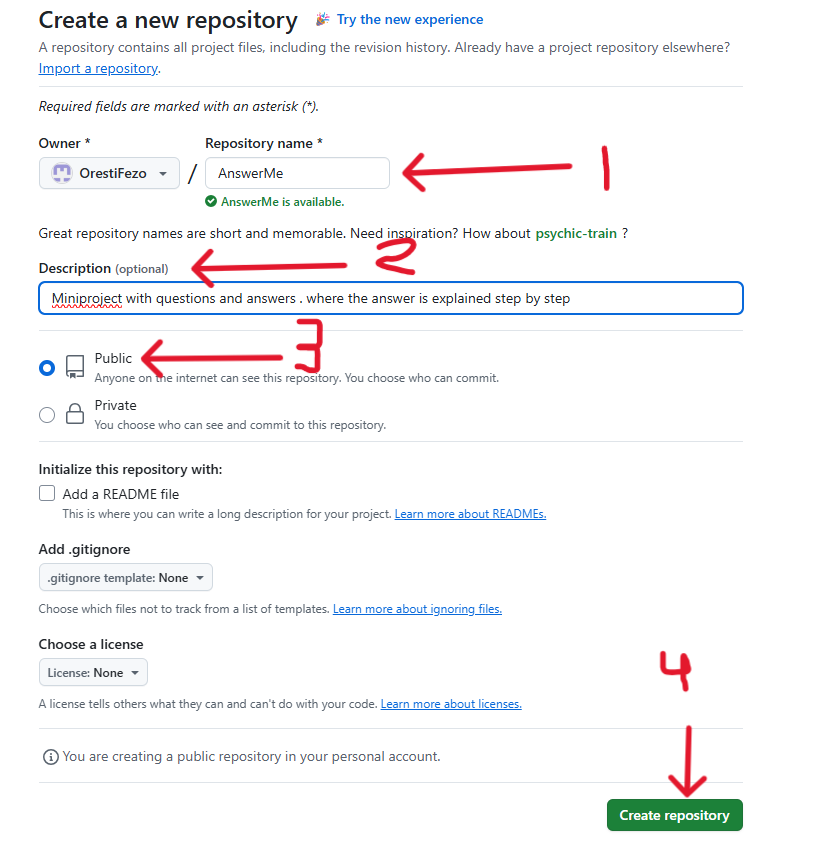 Create a new repository 🎉 Try the new experience
A repository contains all project files, including the revision history. Already have a project repository elsewhere?
Import a repository.
Required fields are marked with an asterisk (*).
Owner * Repository name *
OrestiFezo / AnswerMe
1
AnswerMe is available.
Great repository names are short and memorable. Need inspiration? How about psychic-train ?
2
Description (optional)
Miniproject with questions and answers . where the answer is explained step by step
3
Public
Anyone on the internet can see this repository. You choose who can commit.
Private
You choose who can see and commit to this repository.
Initialize this repository with:
Add a README file
This is where you can write a long description for your project. Learn more about READMEs.
Add .gitignore
.gitignore template: None
Choose which files not to track from a list of templates. Learn more about ignoring files.
Choose a license
License: None
4
A license tells others what they can and can't do with your code. Learn more about licenses.
You are creating a public repository in your personal account.
Create repository